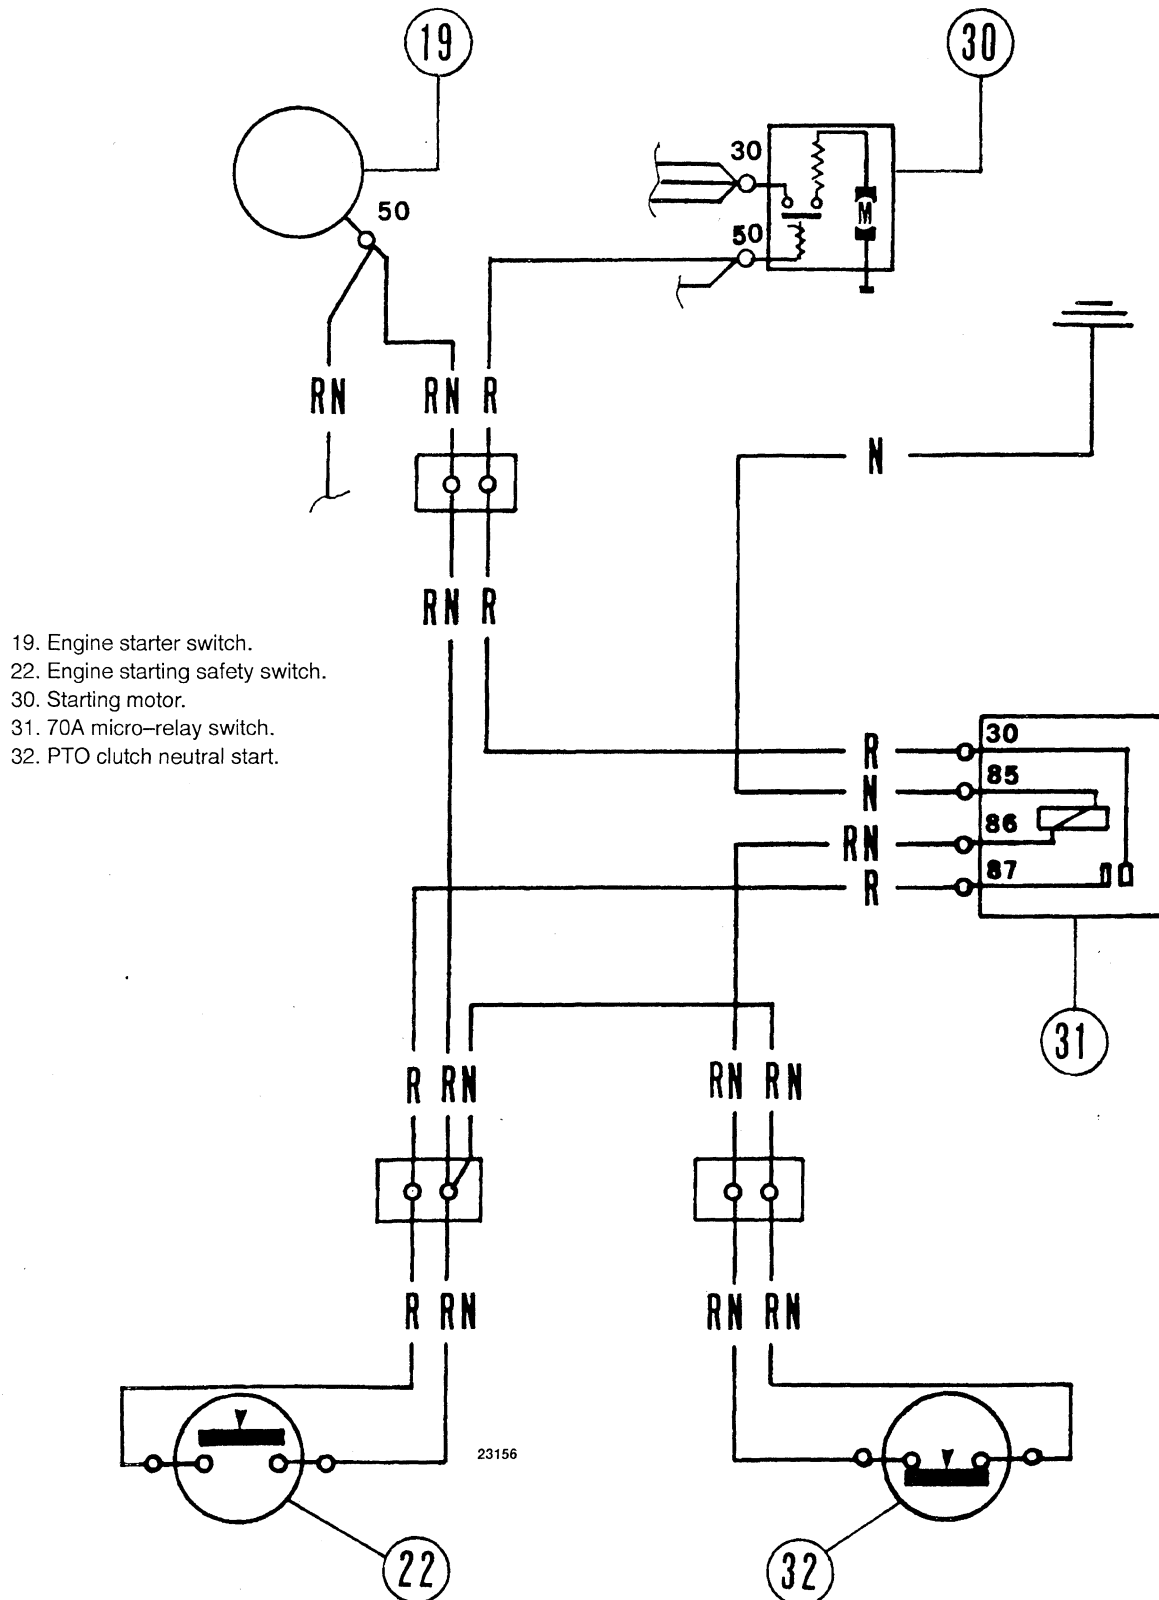 19
30
30
50
50
M
RN
RN
R
N
RN
R
19. Engine starter switch.
22. Engine starting safety switch.
30. Starting motor.
31. 70A micro–relay switch.
32. PTO clutch neutral start.
R
30
N
85
RN
86
R
87
31
R
RN
RN
RN
R
RN
RN
RN
23156
22
32